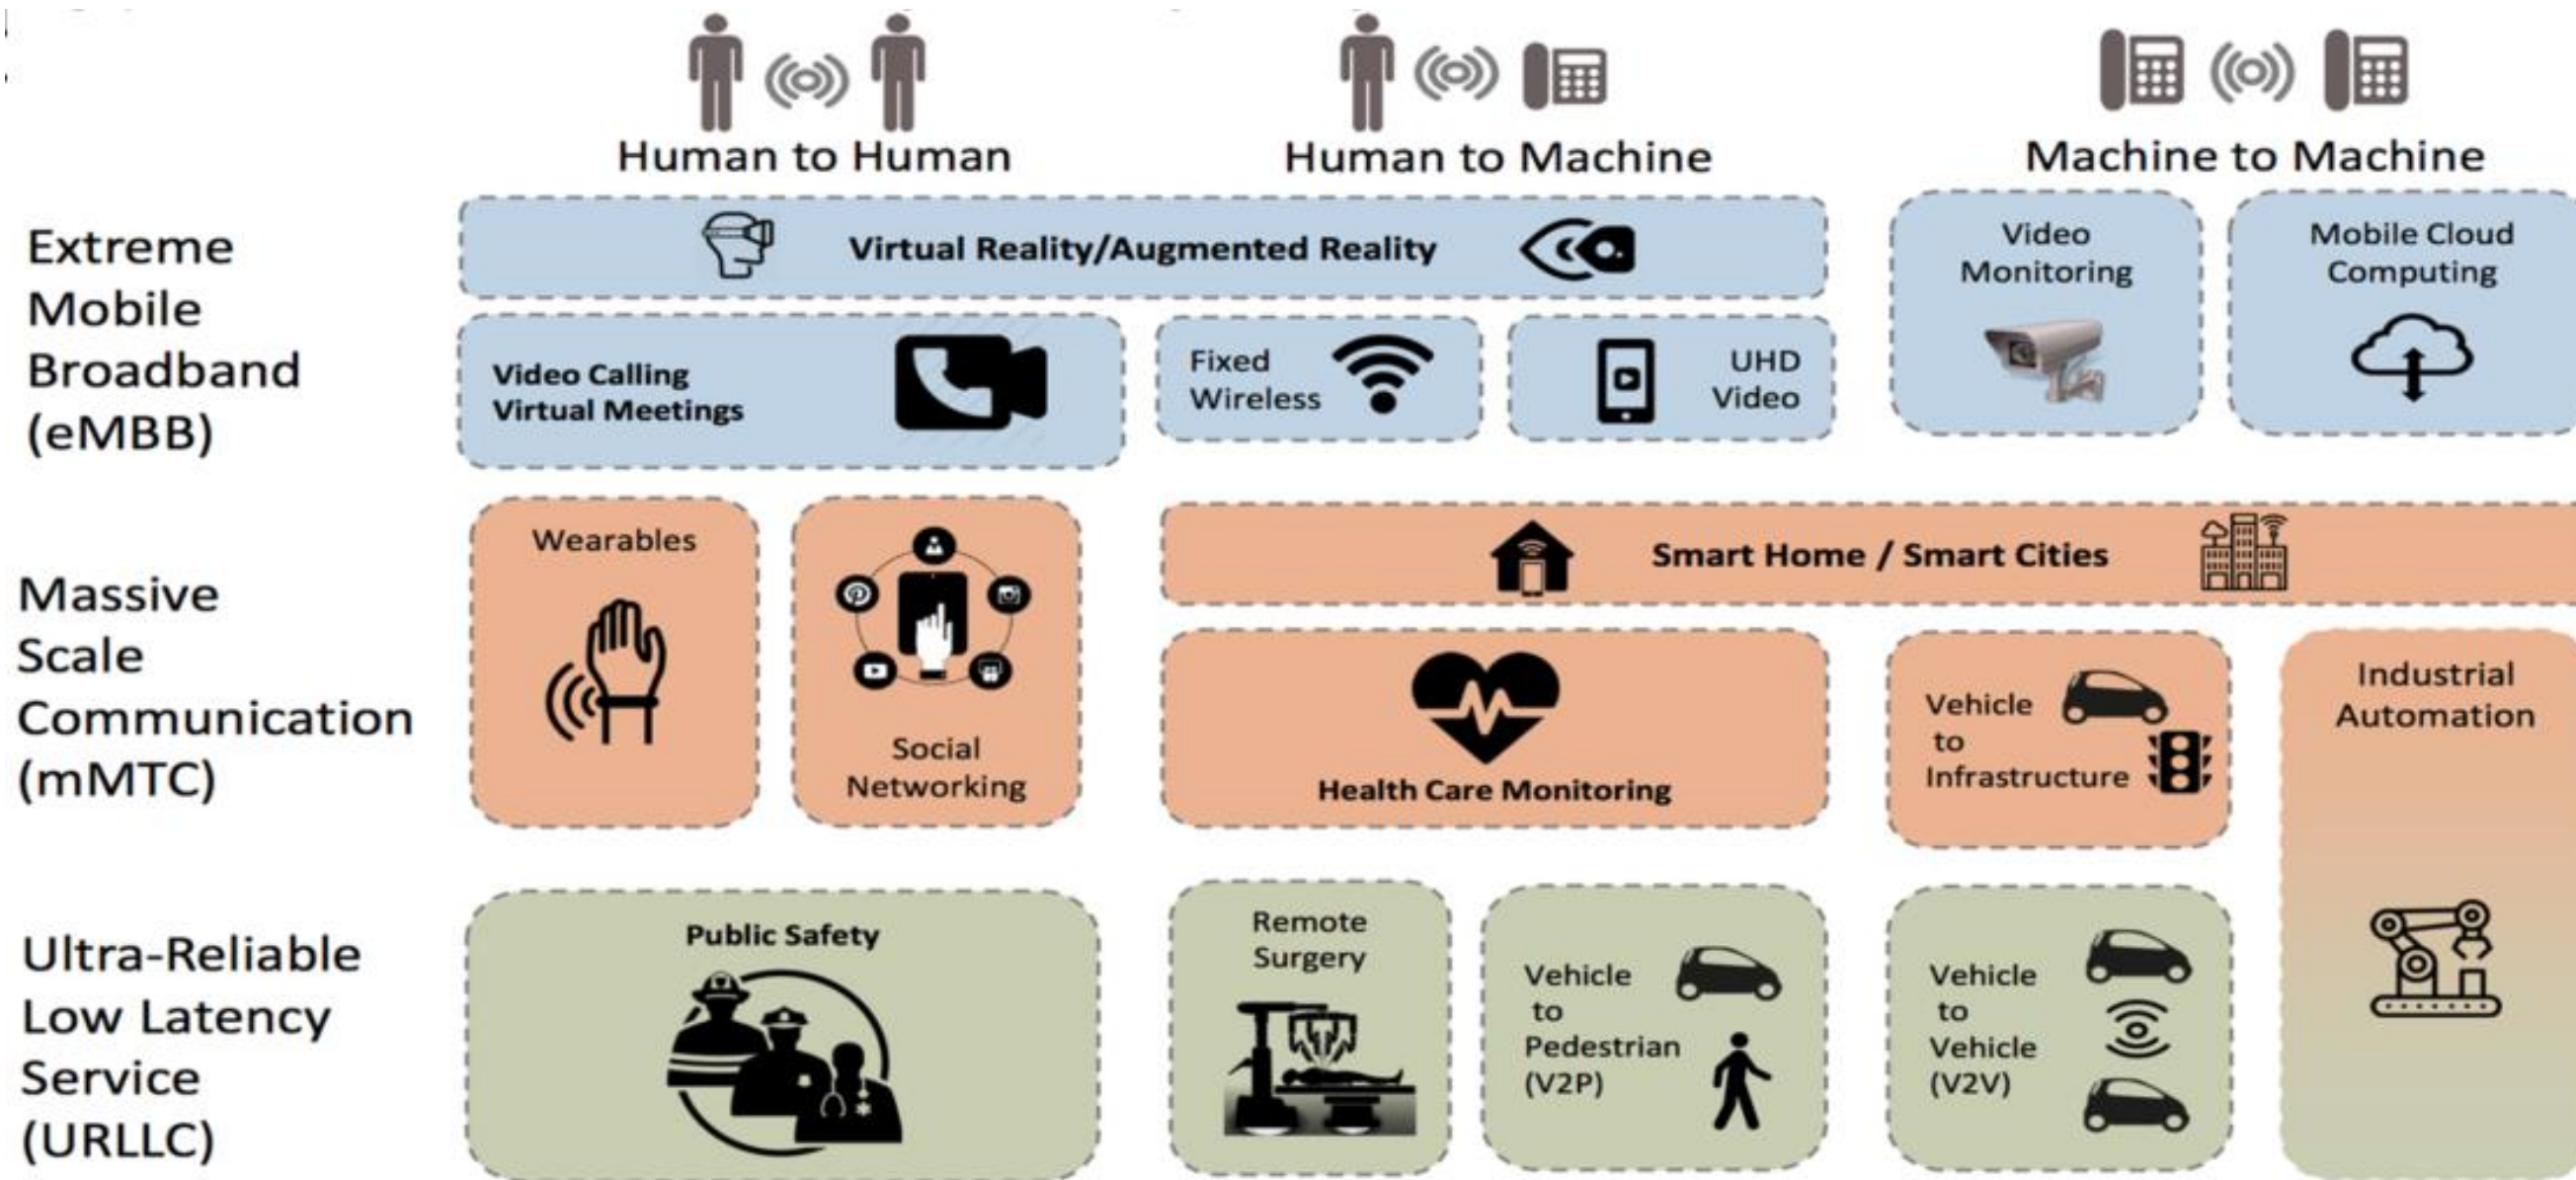 Human to Human
Human to Machine
Machine to Machine
Extreme
Mobile
Broadband
(eMBB)
Virtual Reality/Augmented Reality
Video
Monitoring
Mobile Cloud
Computing
Video Calling
Virtual Meetings
Fixed
Wireless
UHD
Video
Massive
Scale
Communication
(mMTC)
Wearables
Social
Networking
Smart Home / Smart Cities
Health Care Monitoring
Vehicle
to
Infrastructure
Industrial
Automation
Ultra-Reliable
Low Latency
Service
(URLLC)
Public Safety
Remote
Surgery
Vehicle
to
Pedestrian
(V2P)
Vehicle
to
Vehicle
(V2V)